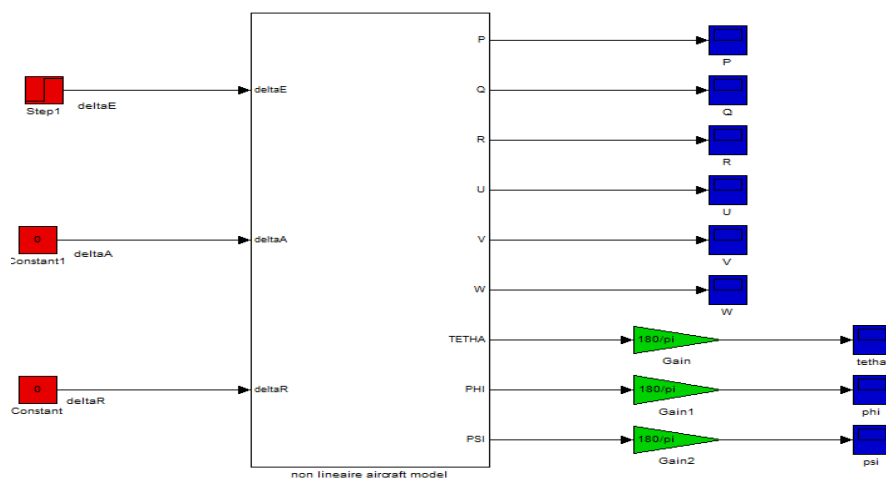 P
P
deltaE
Step1
deltaE
Q
Q
R
R
U
U
0
Constant1
deltaA
deltaA
V
V
W
W
TETHA
180/pi
Gain
tetha
0
Constant
deltaR
deltaR
PHI
180/pi
Gain1
phi
PSI
180/pi
Gain2
psi
non lineaire aircraft model